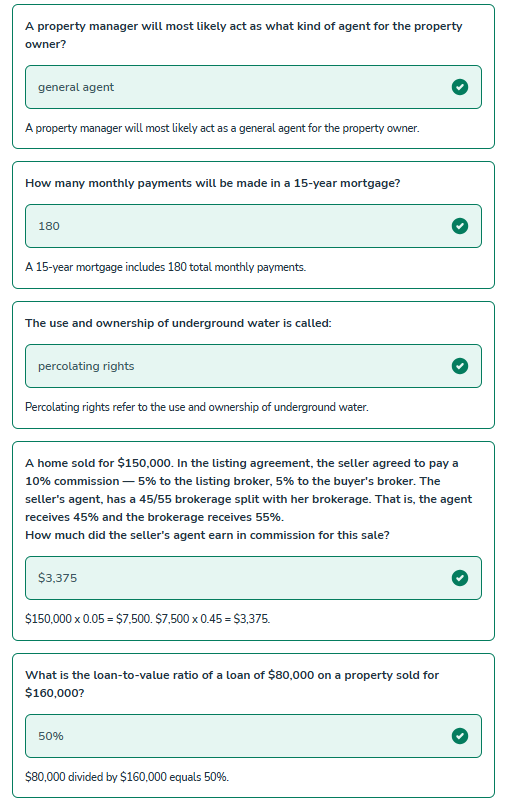 A property manager will most likely act as what kind of agent for the property
owner?
general agent
A property manager will most likely act as a general agent for the property owner.
How many monthly payments will be made in a 15-year mortgage?
180
A 15-year mortgage includes 180 total monthly payments.
The use and ownership of underground water is called:
percolating rights
Percolating rights refer to the use and ownership of underground water.
A home sold for $150,000. In the listing agreement, the seller agreed to pay a
10% commission — 5% to the listing broker, 5% to the buyer's broker. The
seller's agent, has a 45/55 brokerage split with her brokerage. That is, the agent
receives 45% and the brokerage receives 55%.
How much did the seller's agent earn in commission for this sale?
$3,375
$150,000 x 0.05 = $7,500. $7,500 x 0.45 = $3,375.
What is the loan-to-value ratio of a loan of $80,000 on a property sold for
$160,000?
50%
$80,000 divided by $160,000 equals 50%.